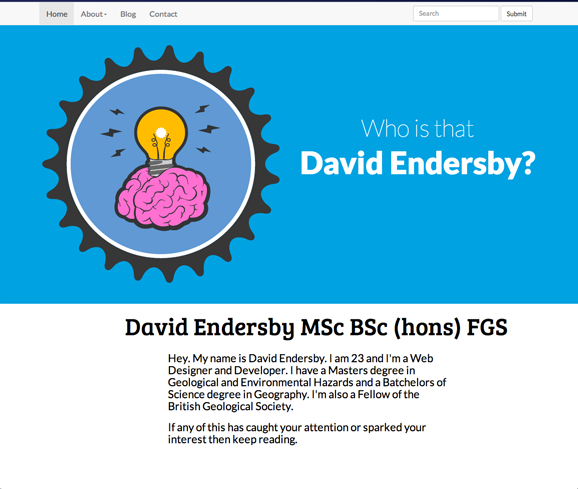 Home About Blog Contact Search Submit
Who is that
David Endersby?
David Endersby MSc BSc (hons) FGS
Hey. My name is David Endersby. I am 23 and I'm a Web
Designer and Developer. I have a Masters degree in
Geological and Environmental Hazards and a Batchelors of
Science degree in Geography. I'm also a Fellow of the
British Geological Society.
If any of this has caught your attention or sparked your
interest then keep reading.